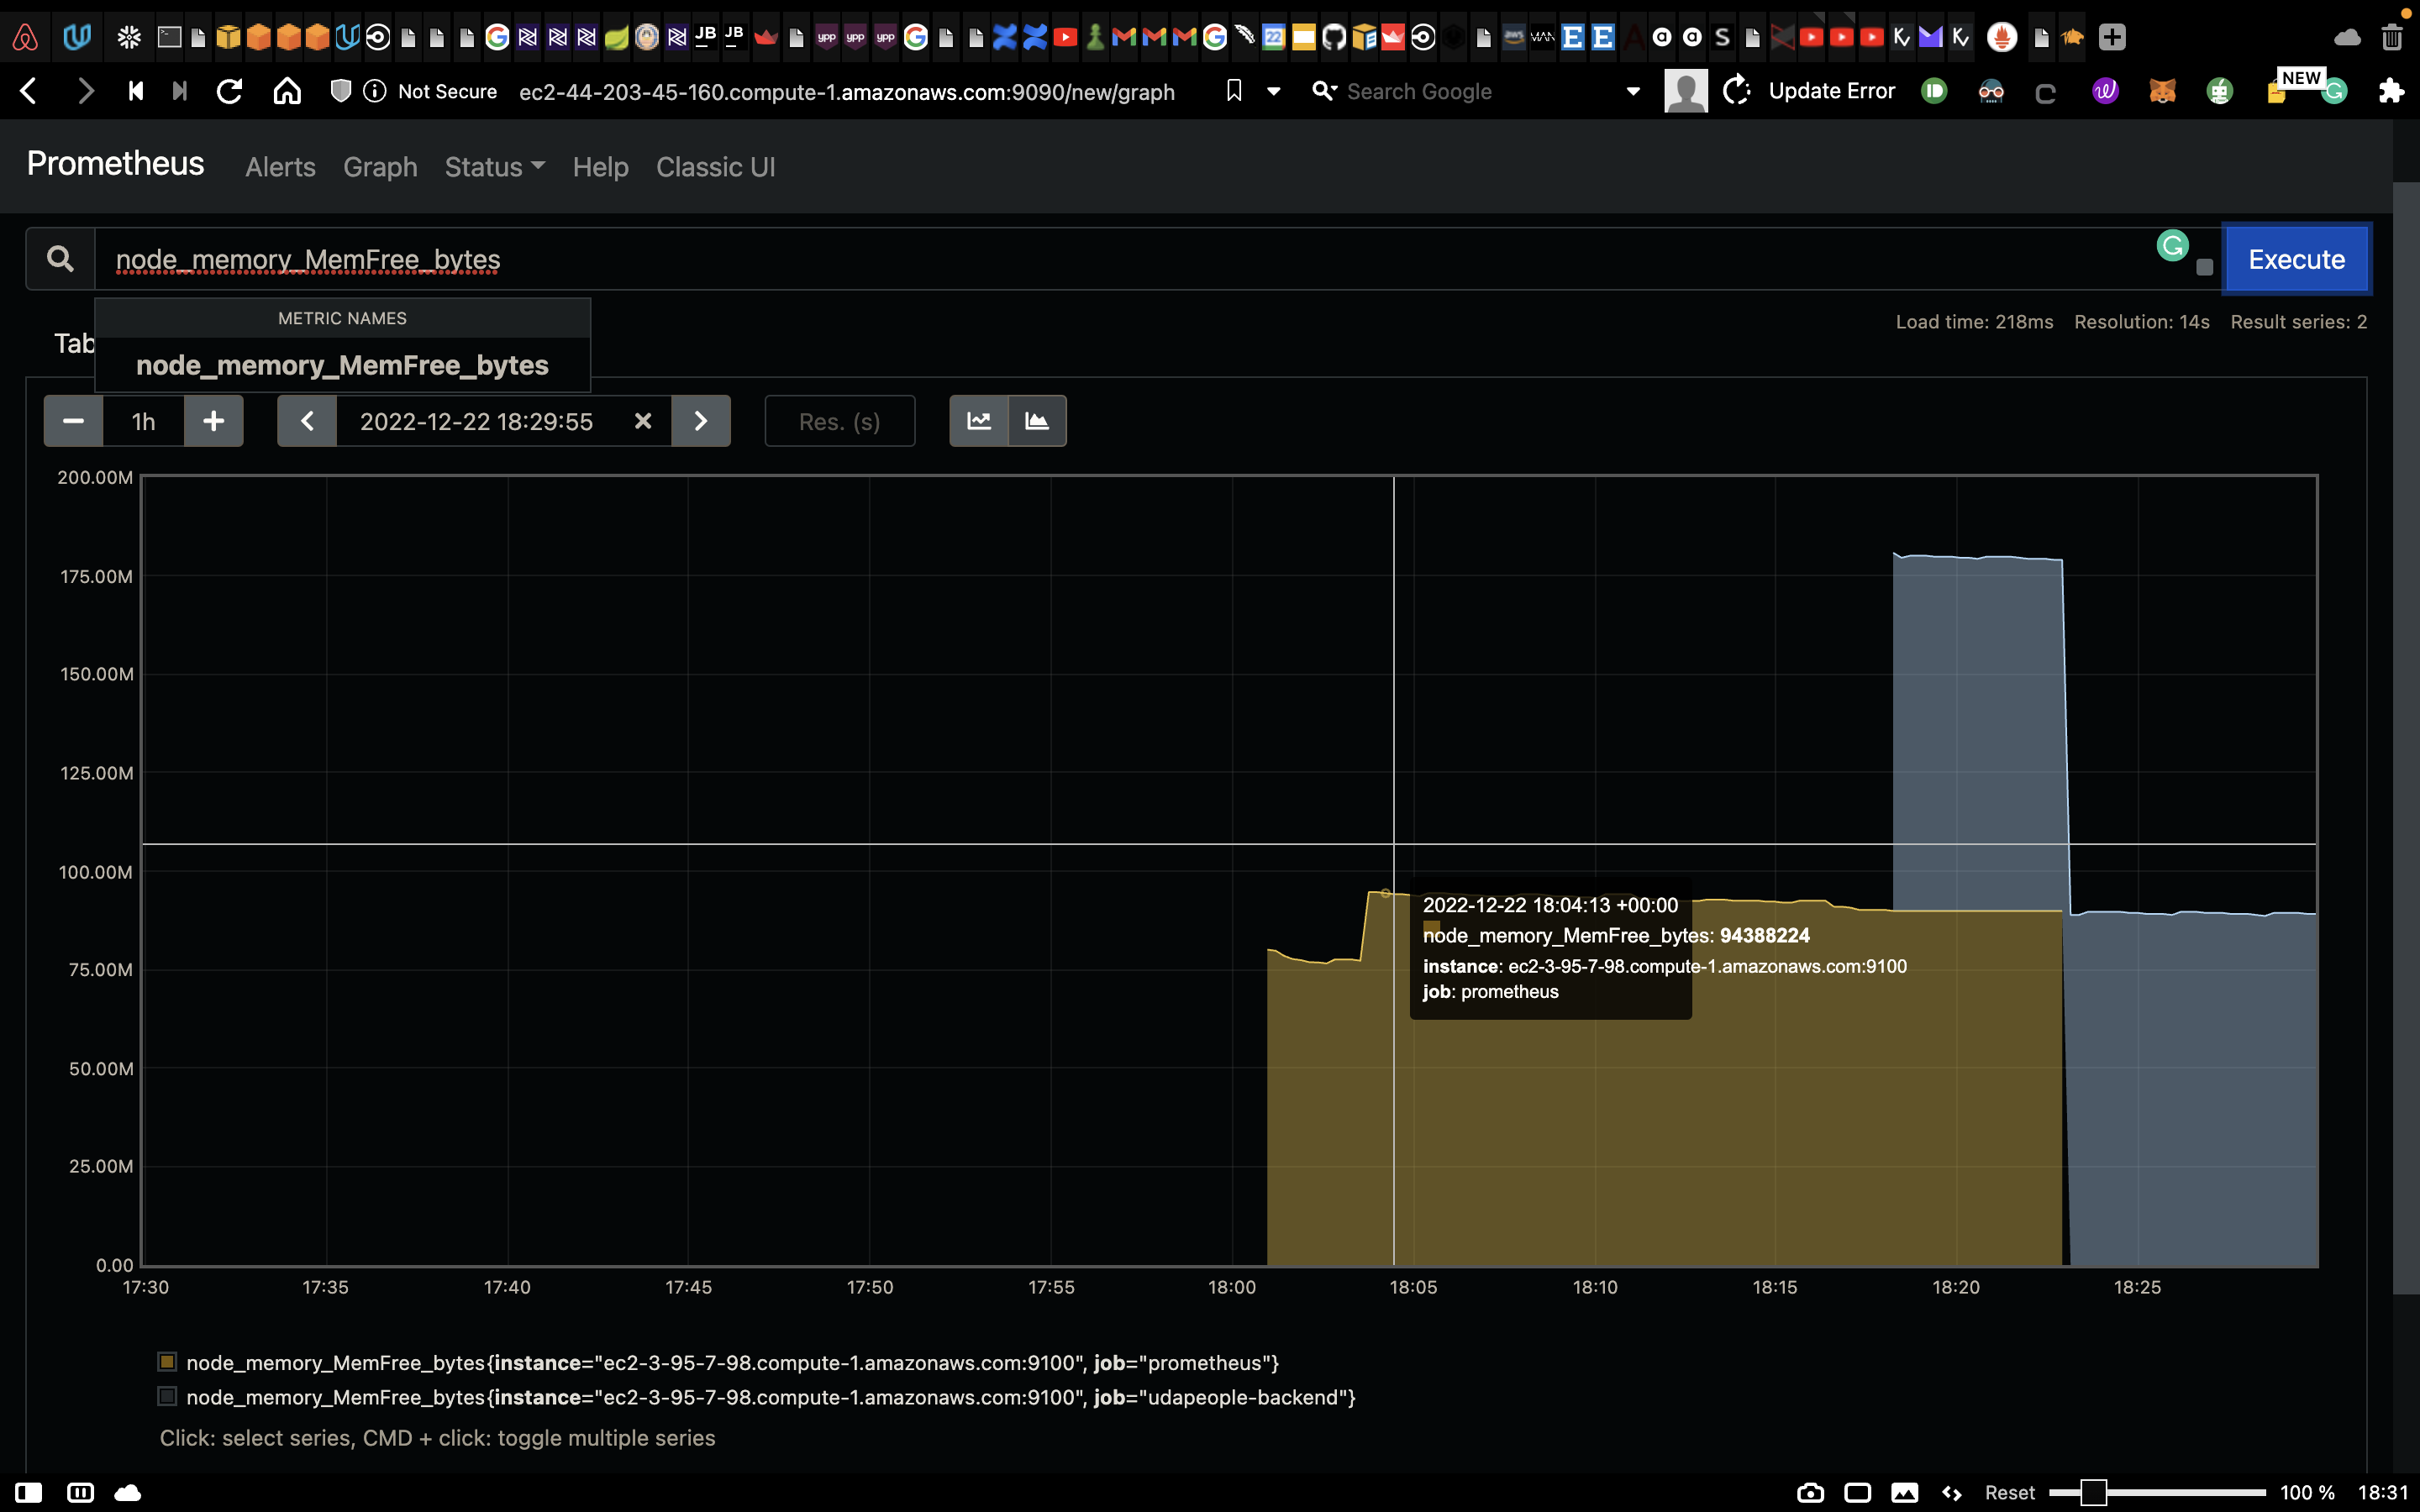 JB JB
YPP YPP YPP
22
aws MAN E E A a a S
Not Secure ec2-44-203-45-160.compute-1.amazonaws.com:9090/new/graph Search Google Update Error NEW
Prometheus Alerts Graph Status Help Classic UI
node_memory_MemFree_bytes Execute
METRIC NAMES
Load time: 218ms Resolution: 14s Result series: 2
Tab
node_memory_MemFree_bytes
1h 2022-12-22 18:29:55 Res. (s)
200.00M
175.00M
150.00M
125.00M
100.00M
75.00M
50.00M
25.00M
0.00
2022-12-22 18:04:13 +00:00
node_memory_MemFree_bytes: 94388224
instance: ec2-3-95-7-98.compute-1.amazonaws.com:9100
job: prometheus
17:30 17:35 17:40 17:45 17:50 17:55 18:00 18:05 18:10 18:15 18:20 18:25
node_memory_MemFree_bytes{instance="ec2-3-95-7-98.compute-1.amazonaws.com:9100", job="prometheus"}
node_memory_MemFree_bytes{instance="ec2-3-95-7-98.compute-1.amazonaws.com:9100", job="udapeople-backend"}
Click: select series, CMD + click: toggle multiple series
Reset 100 % 18:31